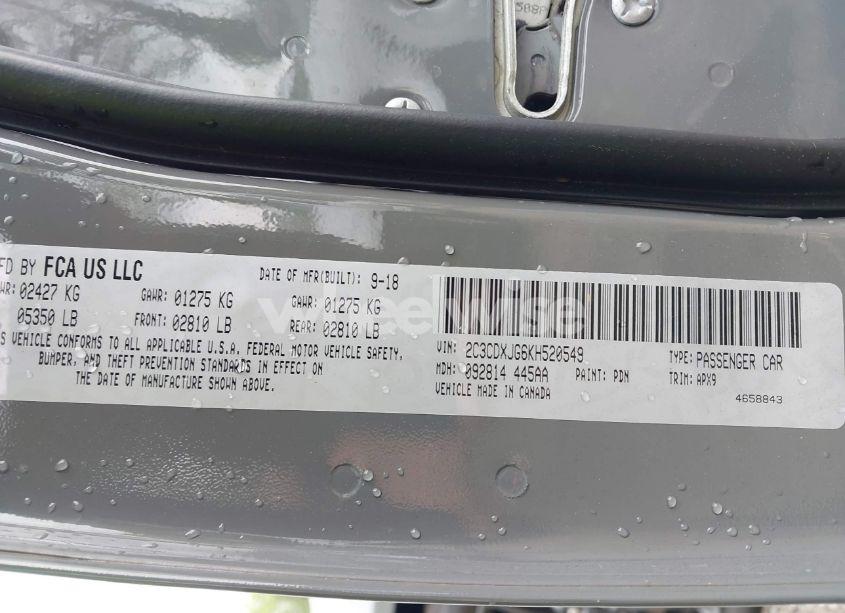 FD BY FCA US LLC
DATE OF MFR(BUILT): 9-18
WR: 02427 KG GAWR: 01275 KG GAWR: 01275 KG
05350 LB FRONT: 02810 LB REAR: 02810 LB
S VEHICLE CONFORMS TO ALL APPLICABLE U.S.A. FEDERAL MOTOR VEHICLE SAFETY,
BUMPER, AND THEFT PREVENTION STANDARDS IN EFFECT ON
THE DATE OF MANUFACTURE SHOWN ABOVE.
VIN: 2C3CDXJG6KH520549 TYPE: PASSENGER CAR
MDH: 092814 445AA PAINT: PDN TRIM: APX9
VEHICLE MADE IN CANADA
4658843
wheelwise